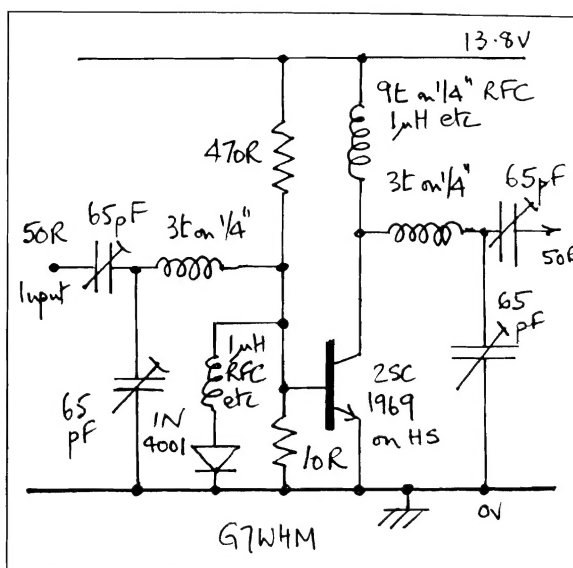 13.8V
9t on 1/4" RFC
1µH etc
470R
3t on 1/4"
65pF
50R
65pF
3t on 1/4"
50R
Input
65
pF
1µH
RFC
etc
2SC
1969
on HS
65
pF
1N
4001
10R
0V
G7WHM